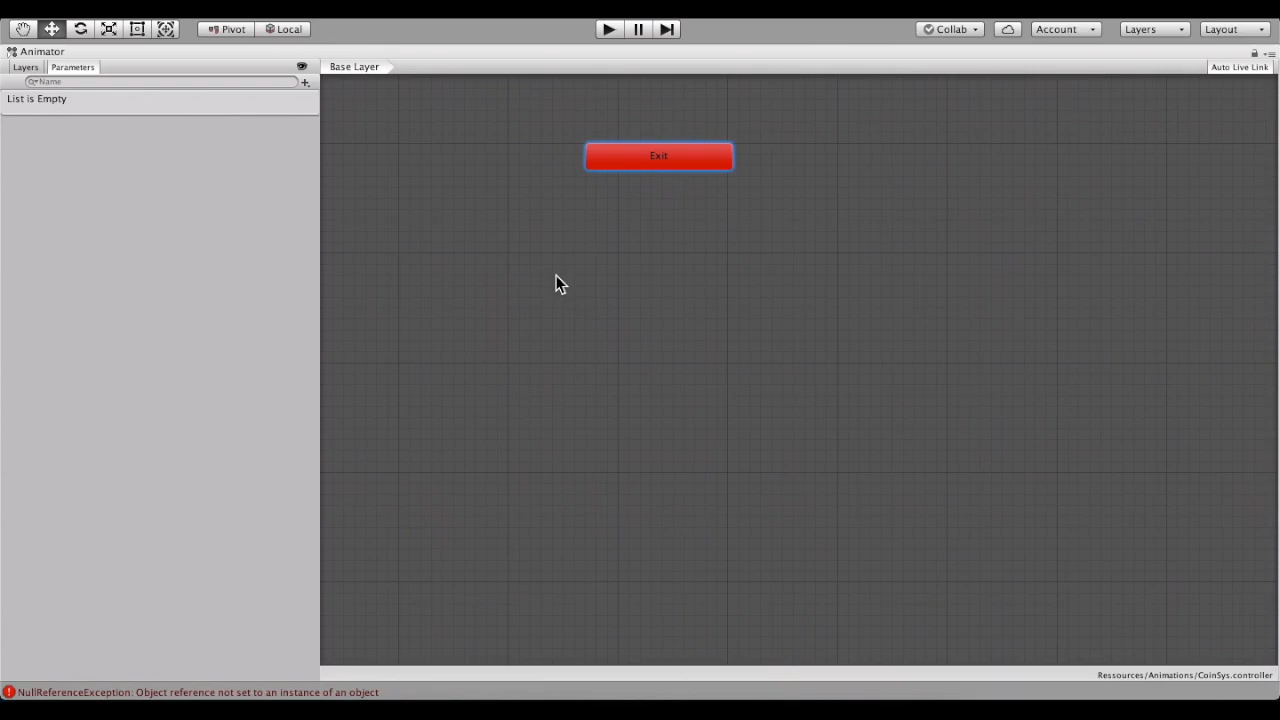 Pivot Local Collab Account Layers Layout
Animator
Layers Parameters
Base Layer
Auto Live Link
Name
List is Empty
Exit
Ressources/Animations/CoinSys.controller
NullReferenceException: Object reference not set to an instance of an object